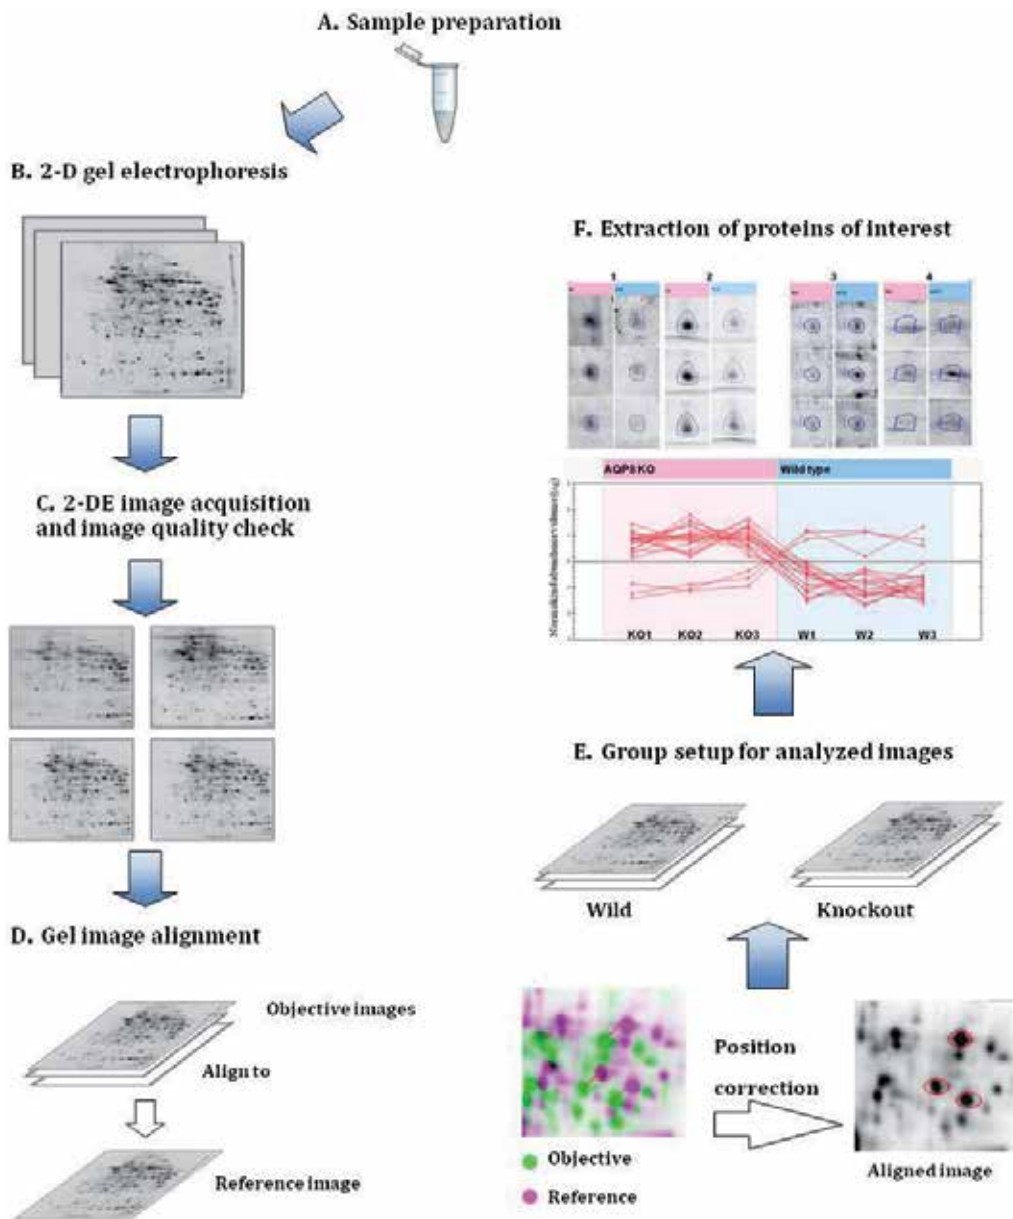 A. Sample preparation
B. 2-D gel electrophoresis
C. 2-DE image acquisition
and image quality check
D. Gel image alignment
Objective images
Align to
Reference image
Position
correction
Objective
Reference
Aligned image
E. Group setup for analyzed images
Wild
Knockout
F. Extraction of proteins of interest
1
2
3
4
AQP8 KO
Wild type
KO1
KO2
KO3
W1
W2
W3